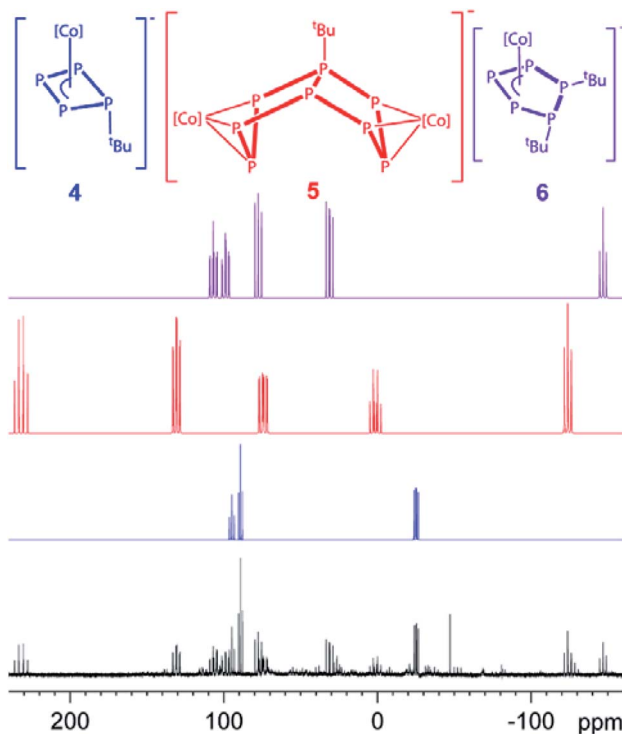 [Co] -
P P
P P
ᵗBu
4
ᵗBu -
P
P P P
[Co] P P [Co]
P P
5
[Co] -
P P P ᵗBu
P P
ᵗBu
6
200 100 0 -100 ppm